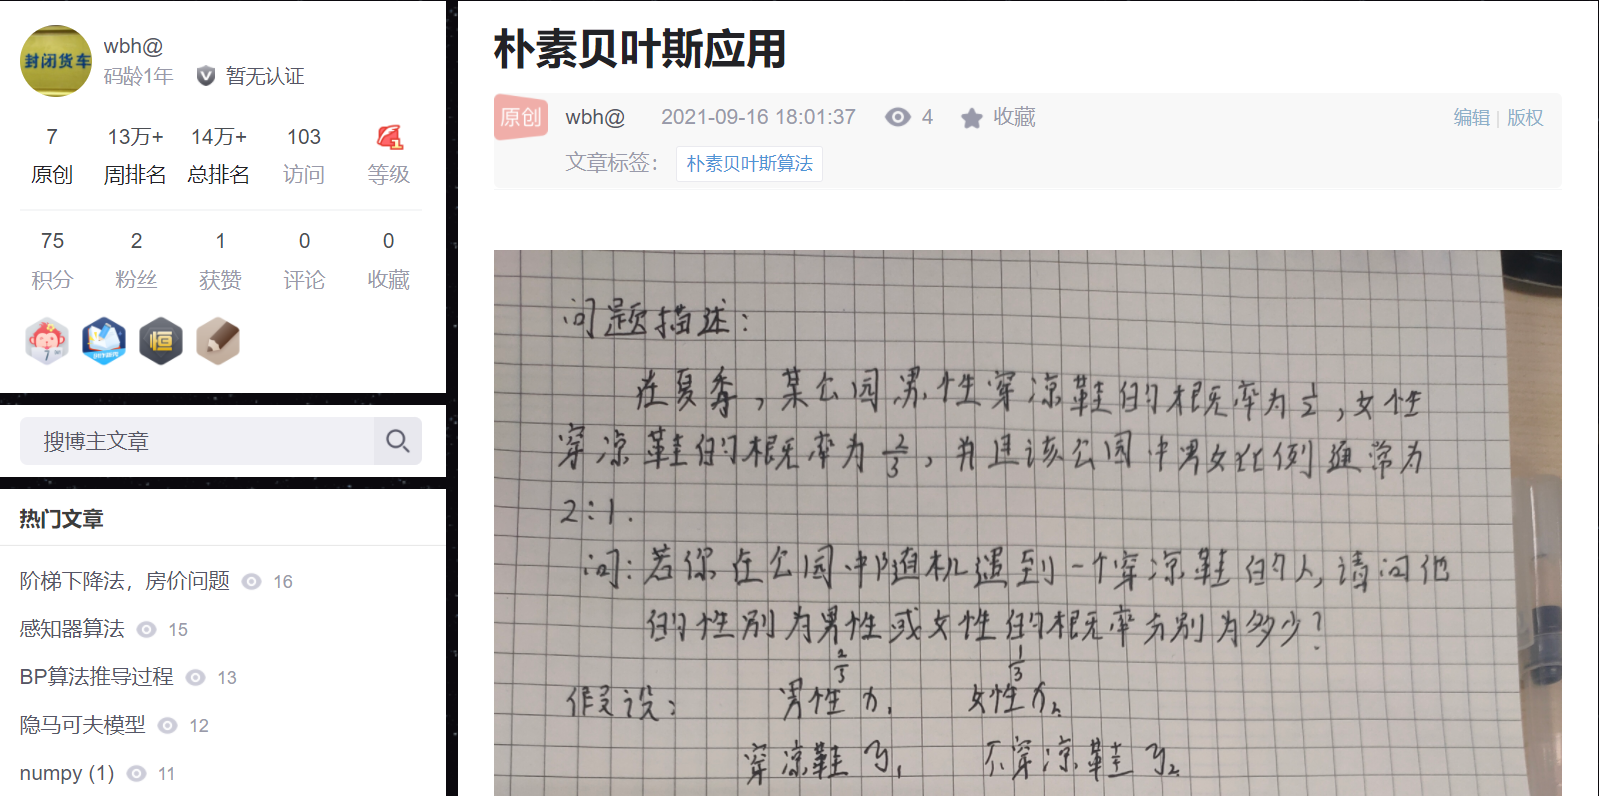 封闭货车
wbh@
码龄1年 暂无认证
7 13万+ 14万+ 103 1
原创 周排名 总排名 访问 等级
75 2 1 0 0
积分 粉丝 获赞 评论 收藏
7 恒
搜博主文章
热门文章
阶梯下降法，房价问题 16
感知器算法 15
BP算法推导过程 13
隐马可夫模型 12
numpy (1) 11
朴素贝叶斯应用
原创 wbh@ 2021-09-16 18:01:37 4 收藏 编辑 | 版权
文章标签： 朴素贝叶斯算法
问题描述：
在夏季，某公园男性穿凉鞋的概率为1/2，女性
穿凉鞋的概率为2/3，并且该公园中男女比例通常为
2:1.
问：若你在公园中随机遇到一个穿凉鞋的人，请问他
的性别为男性或女性的概率分别为多少？
2/3 1/3
假设： 男性x₁ 女性x₂
穿凉鞋 y₁ 不穿凉鞋 y₂